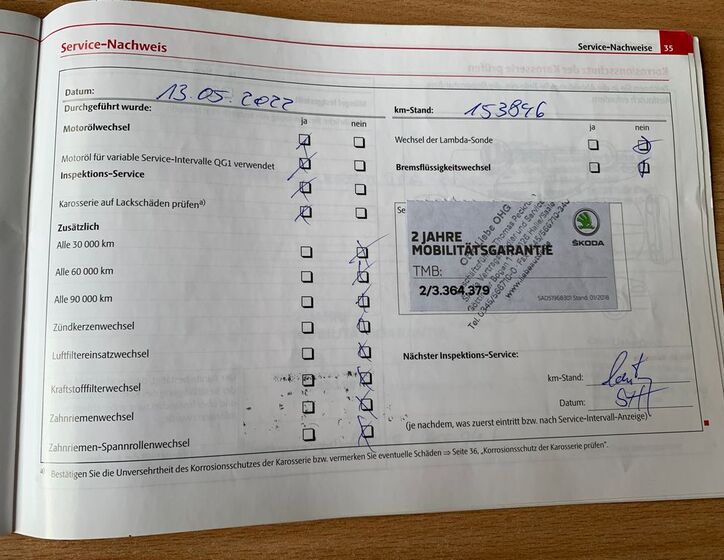 Service-Nachweis
Service-Nachweise 35
Datum: 13.05.2022
km-Stand: 153846
Durchgeführt wurde:
ja nein
Motorölwechsel
Motoröl für variable Service-Intervalle QG1 verwendet
Inspektions-Service
Karosserie auf Lackschäden prüfen a)
Zusätzlich
Alle 30 000 km
Alle 60 000 km
Alle 90 000 km
Zündkerzenwechsel
Luftfiltereinsatzwechsel
Kraftstofffilterwechsel
Zahnriemenwechsel
Zahnriemen-Spannrollenwechsel
ja nein
Wechsel der Lambda-Sonde
Bremsflüssigkeitswechsel
Se
2 JAHRE
MOBILITÄTSGARANTIE
TMB:
2/3.364.379
ŠKODA
Liebe OHG
Nächster Inspektions-Service:
km-Stand:
Datum:
(je nachdem, was zuerst eintritt bzw. nach Service-Intervall-Anzeige)
a) Bestätigen Sie die Unversehrtheit des Korrosionsschutzes der Karosserie bzw. vermerken Sie eventuelle Schäden ⇒ Seite 36, „Korrosionsschutz der Karosserie prüfen".